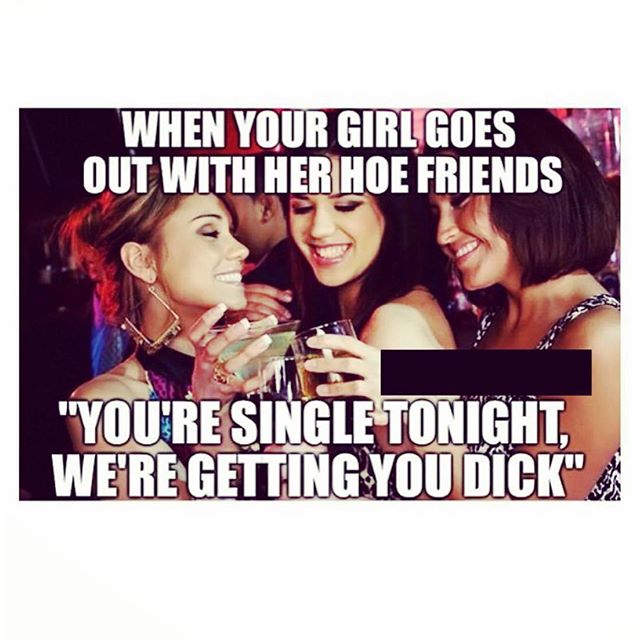 WHEN YOUR GIRL GOES
OUT WITH HER HOE FRIENDS
"YOU'RE SINGLE TONIGHT,
WE'RE GETTING YOU DICK"